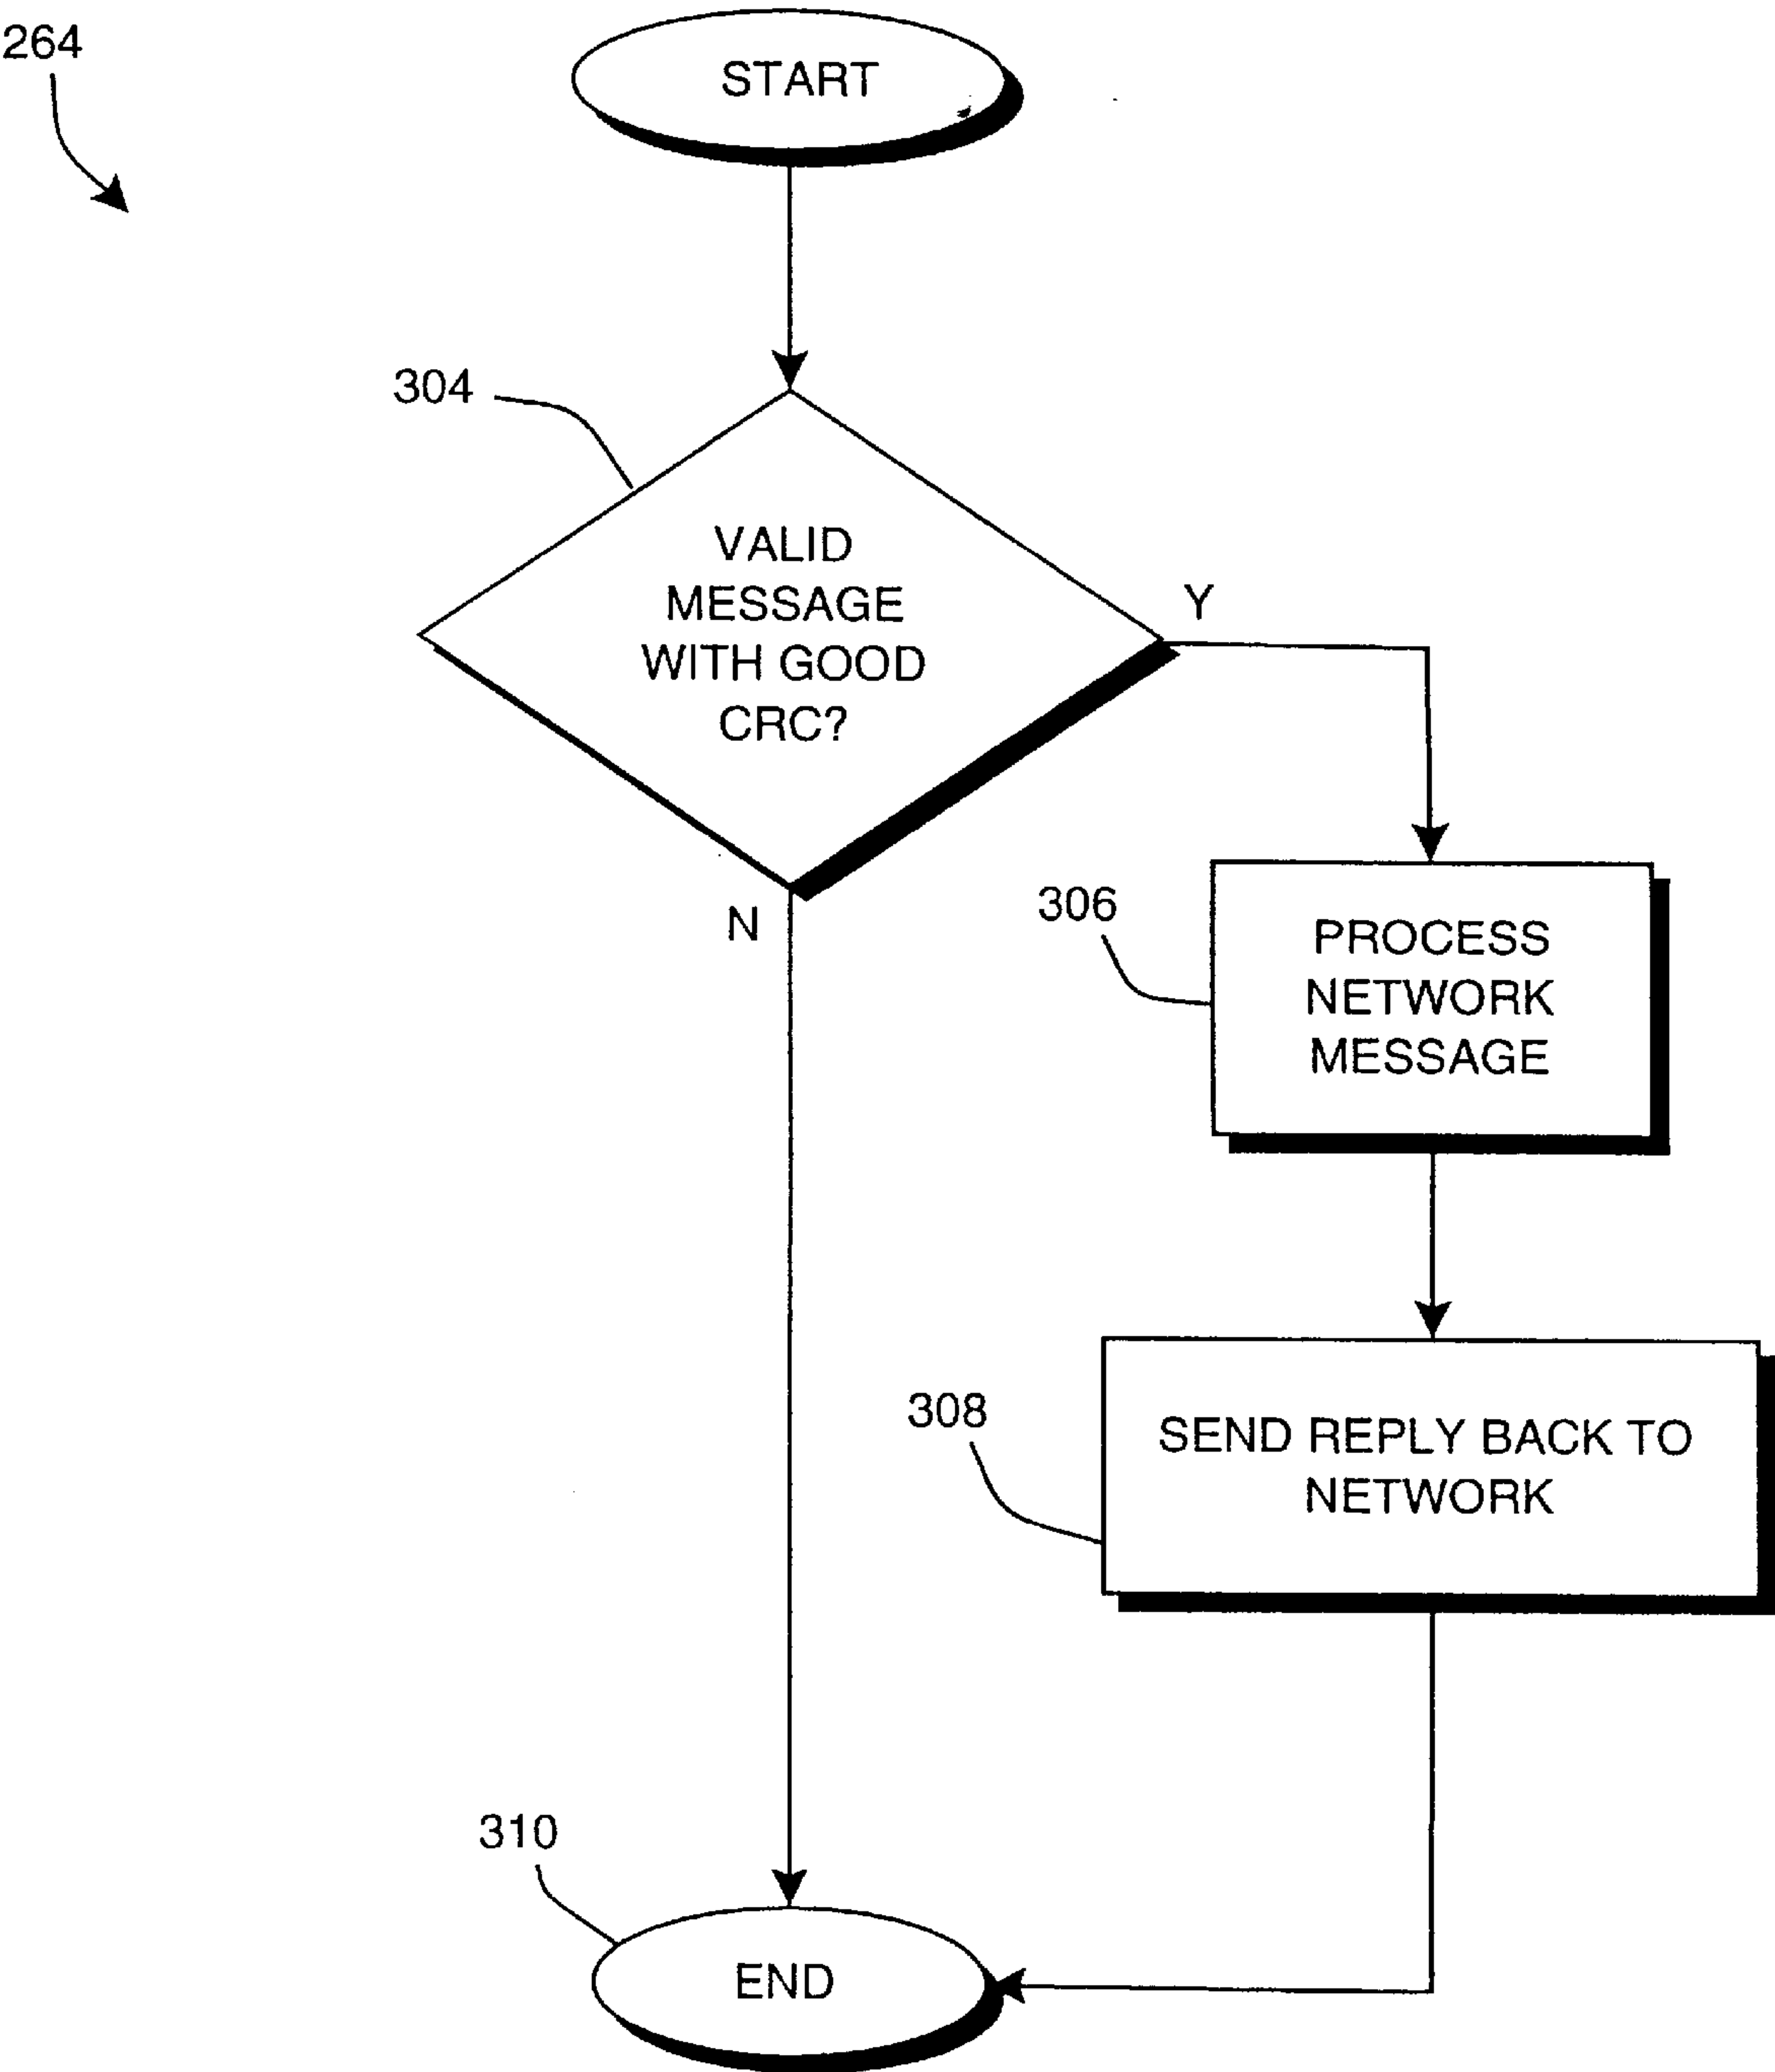 264
START
304
VALID
MESSAGE
WITH GOOD
CRC?
Y
N
306
PROCESS
NETWORK
MESSAGE
308
SEND REPLY BACK TO
NETWORK
310
END